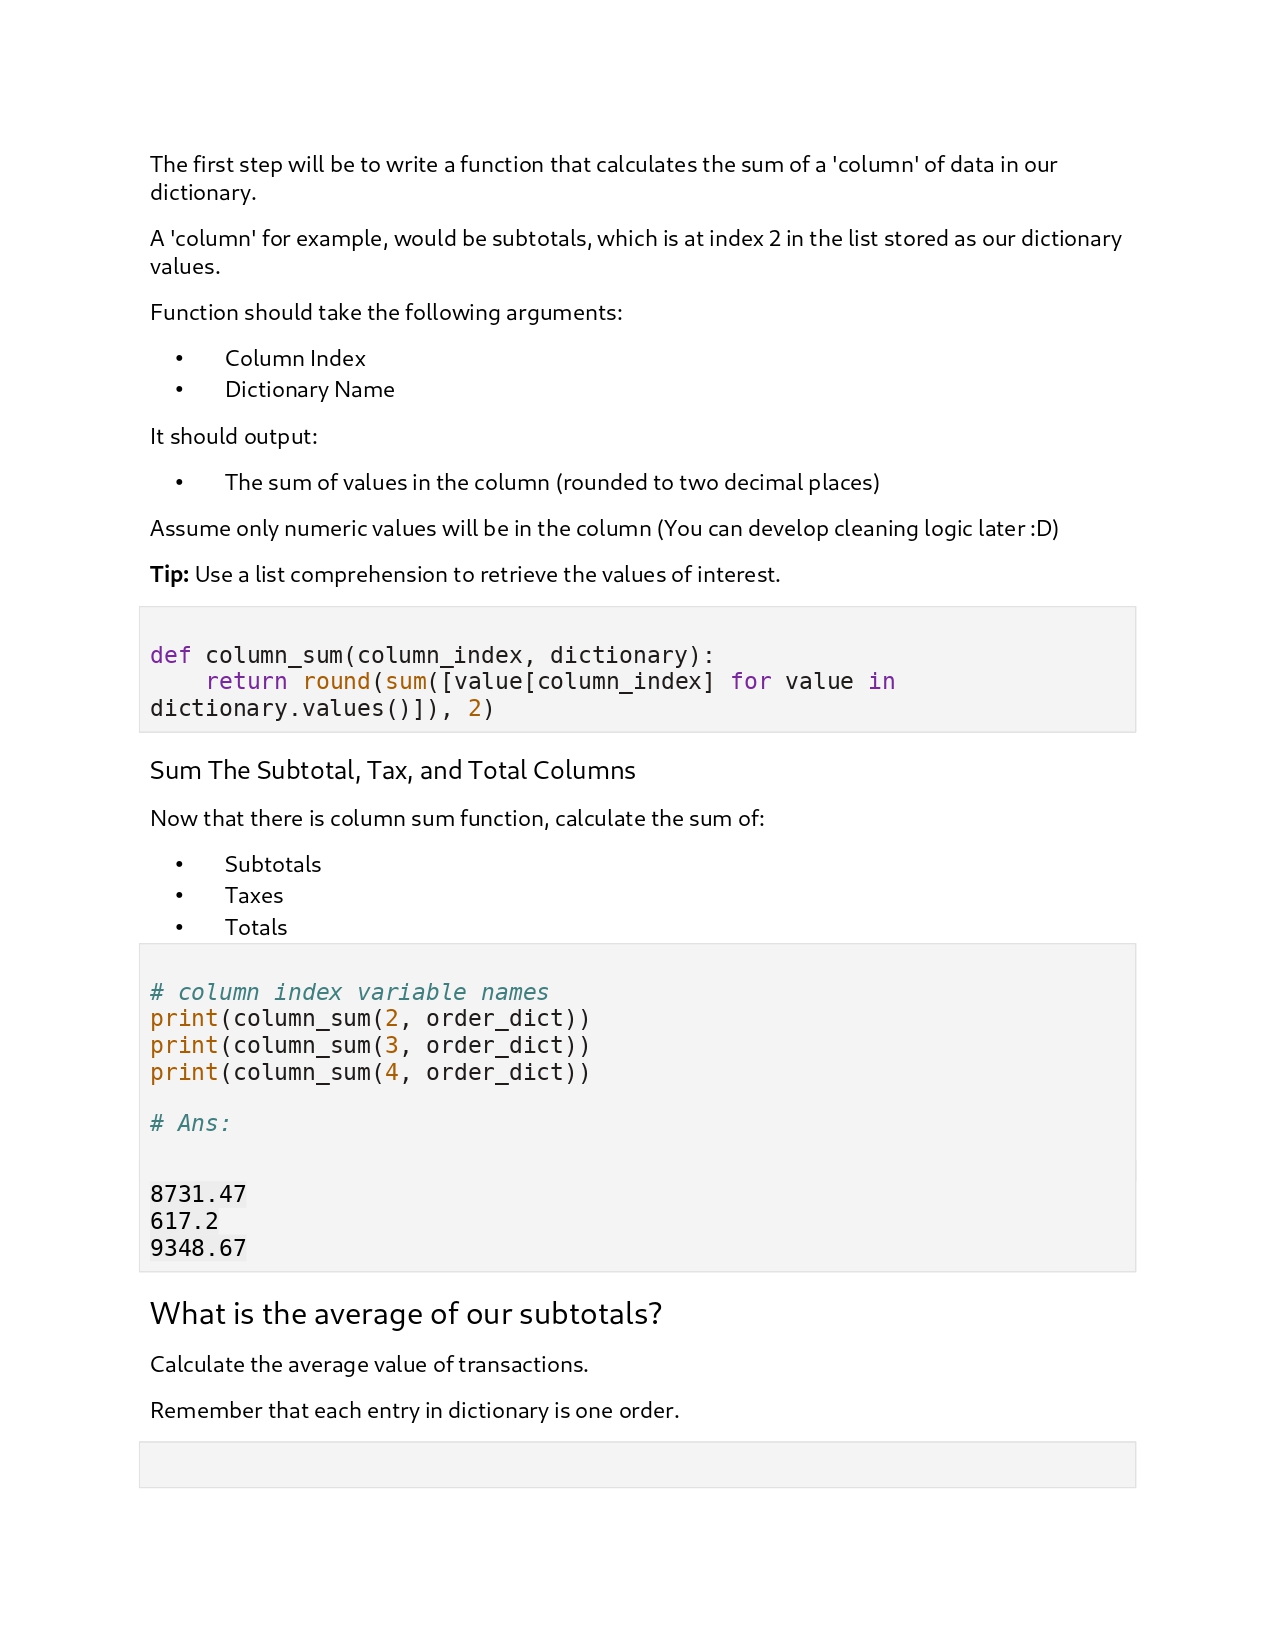 The first step will be to write a function that calculates the sum of a 'column' of data in our
dictionary.
A 'column' for example, would be subtotals, which is at index 2 in the list stored as our dictionary
values.
Function should take the following arguments:
• Column Index
• Dictionary Name
It should output:
• The sum of values in the column (rounded to two decimal places)
Assume only numeric values will be in the column (You can develop cleaning logic later :D)
Tip: Use a list comprehension to retrieve the values of interest.
def column_sum(column_index, dictionary):
    return round(sum([value[column_index] for value in
dictionary.values()]), 2)
Sum The Subtotal, Tax, and Total Columns
Now that there is column sum function, calculate the sum of:
• Subtotals
• Taxes
• Totals
# column index variable names
print(column_sum(2, order_dict))
print(column_sum(3, order_dict))
print(column_sum(4, order_dict))
# Ans:
8731.47
617.2
9348.67
What is the average of our subtotals?
Calculate the average value of transactions.
Remember that each entry in dictionary is one order.